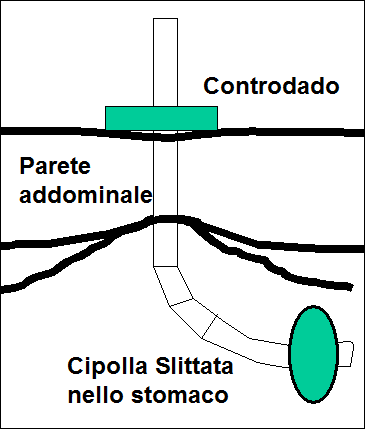 Controdado
Parete
addominale
Cipolla Slittata
nello stomaco